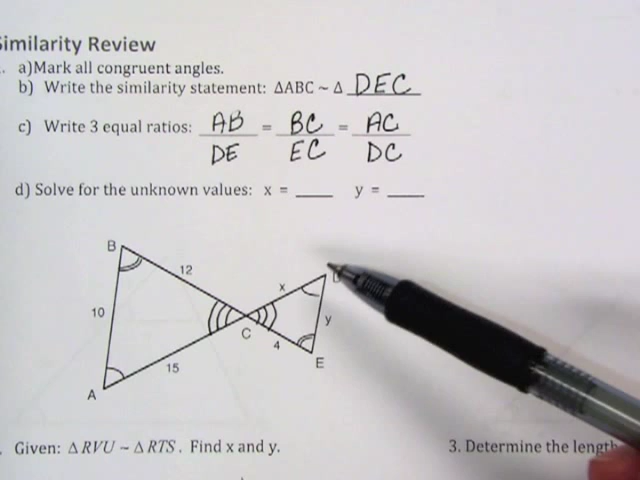 Similarity Review
. a)Mark all congruent angles.
b) Write the similarity statement: ΔABC ~ Δ DEC
c) Write 3 equal ratios: AB/DE = BC/EC = AC/DC
d) Solve for the unknown values: x = ____ y = ____
B
12
x
10
y
C
4
15
E
A
. Given: Δ RVU ~ Δ RTS. Find x and y.
3. Determine the length